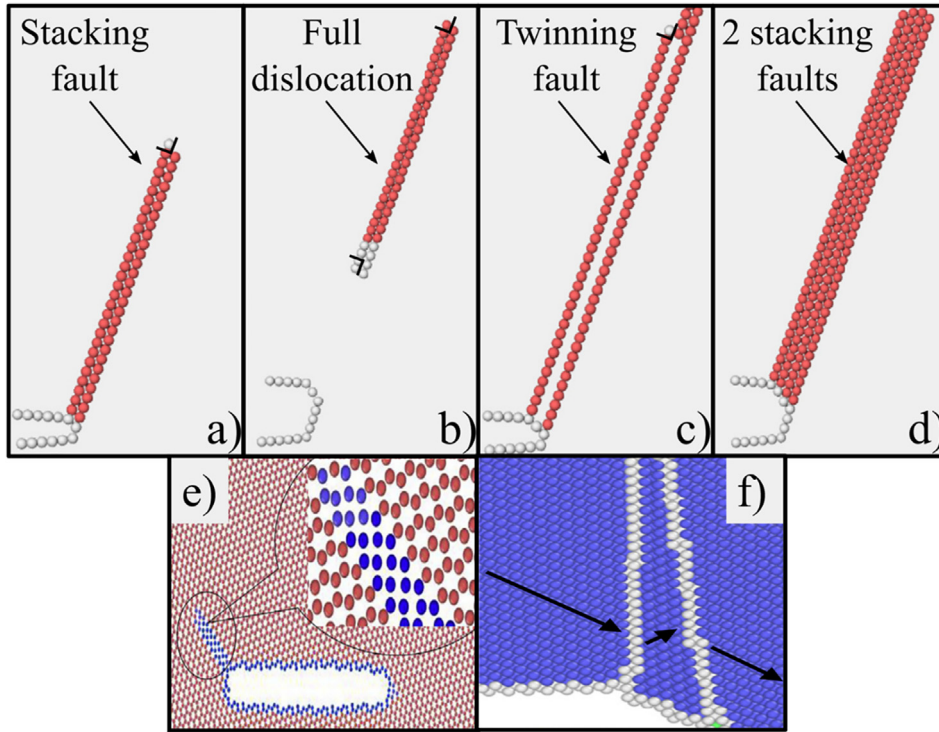 Stacking
fault
a)
Full
dislocation
b)
Twinning
fault
c)
2 stacking
faults
d)
e)
f)